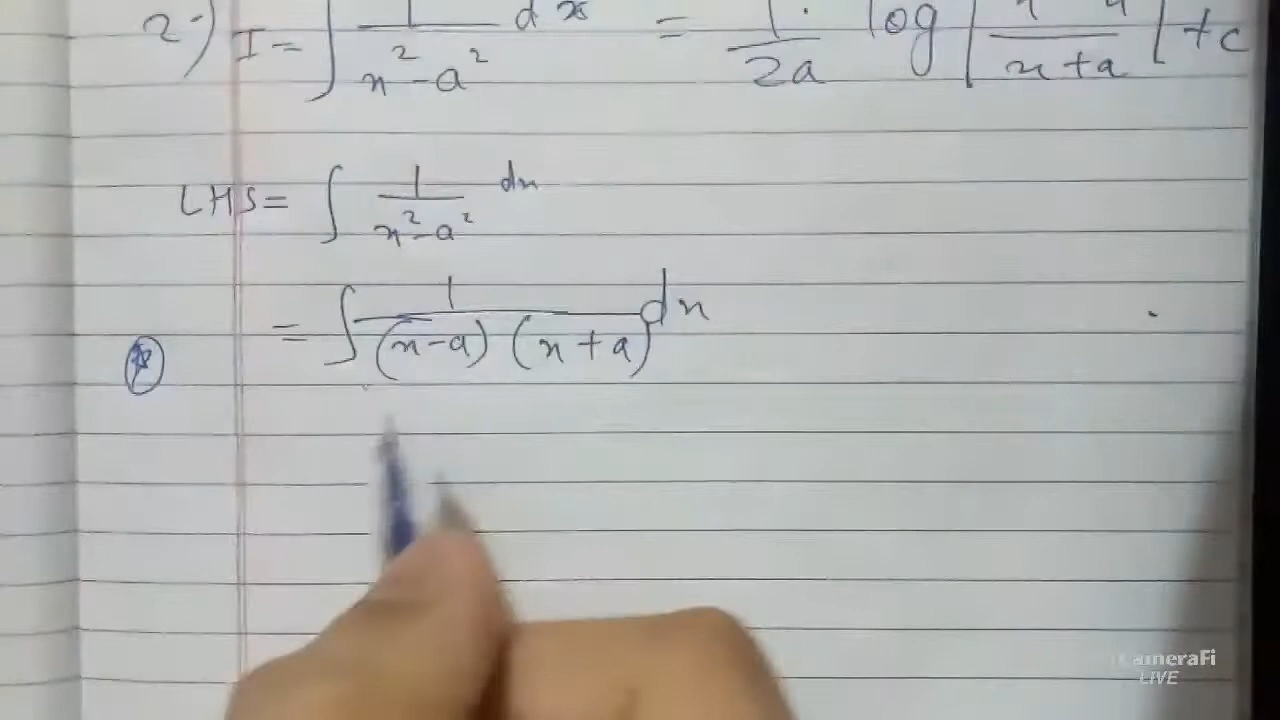 2.) I = ∫ 1/(x² - a²) dx = 1/2a log |x - a/x + a| + c
LHS = ∫ 1/(x² - a²) dx
= ∫ 1/((x - a) (x + a)) dx
CameraFi
LIVE